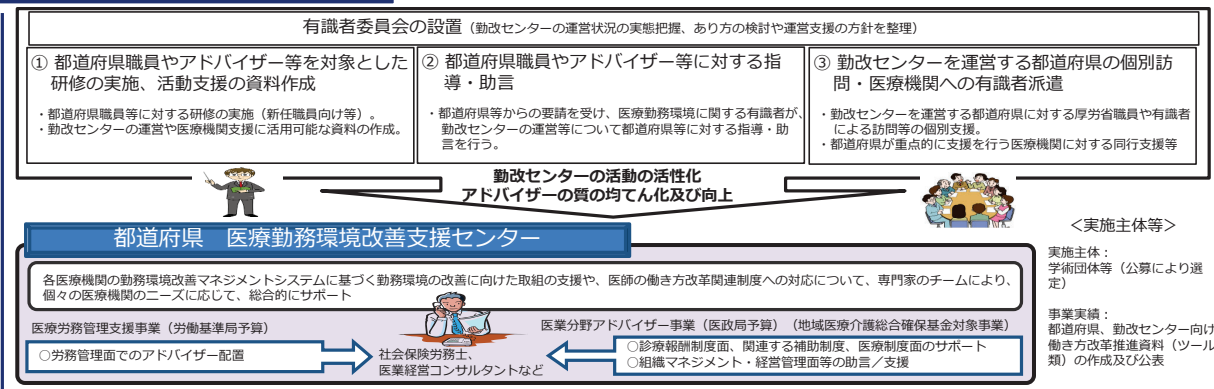 有識者委員会の設置（勤改センターの運営状況の実態把握、あり方の検討や運営支援の方針を整理）
① 都道府県職員やアドバイザー等を対象とした
研修の実施、活動支援の資料作成
・都道府県職員等に対する研修の実施（新任職員向け等）。
・勤改センターの運営や医療機関支援に活用可能な資料の作成。
② 都道府県職員やアドバイザー等に対する指
導・助言
・都道府県等からの要請を受け、医療勤務環境に関する有識者が、
勤改センターの運営等について都道府県等に対する指導・助
言を行う。
③ 勤改センターを運営する都道府県の個別訪
問・医療機関への有識者派遣
・勤改センターを運営する都道府県に対する厚労省職員や有識者
による訪問等の個別支援。
・都道府県が重点的に支援を行う医療機関に対する同行支援等
勤改センターの活動の活性化
アドバイザーの質の均てん化及び向上
都道府県　医療勤務環境改善支援センター
各医療機関の勤務環境改善マネジメントシステムに基づく勤務環境の改善に向けた取組の支援や、医師の働き方改革関連制度への対応について、専門家のチームにより、
個々の医療機関のニーズに応じて、総合的にサポート
医療労務管理支援事業（労働基準局予算）
○労務管理面でのアドバイザー配置
社会保険労務士、
医業経営コンサルタントなど
医業分野アドバイザー事業（医政局予算）（地域医療介護総合確保基金対象事業）
○診療報酬制度面、関連する補助制度、医療制度面のサポート
○組織マネジメント・経営管理面等の助言／支援
＜実施主体等＞
実施主体：
学術団体等（公募により選
定）
事業実績：
都道府県、勤改センター向け
働き方改革推進資料（ツール
類）の作成及び公表